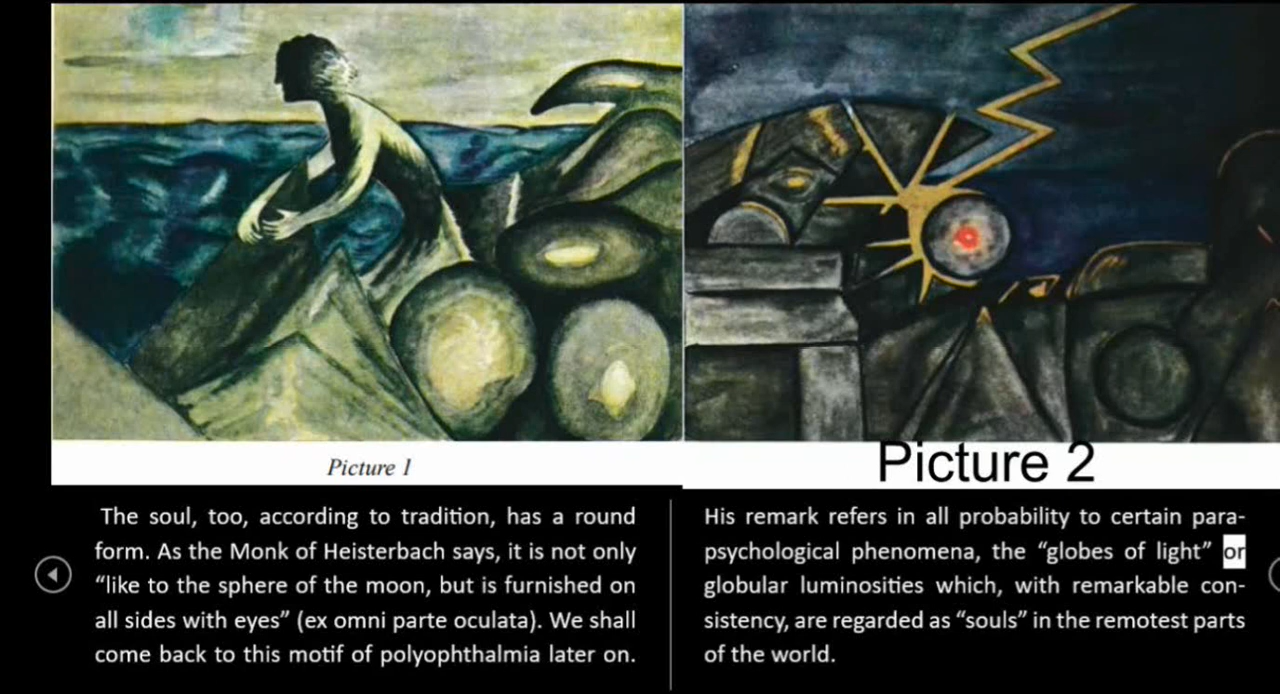 Picture 1
Picture 2
The soul, too, according to tradition, has a round
form. As the Monk of Heisterbach says, it is not only
“like to the sphere of the moon, but is furnished on
all sides with eyes” (ex omni parte oculata). We shall
come back to this motif of polyophthalmia later on.
His remark refers in all probability to certain para-
psychological phenomena, the “globes of light” or
globular luminosities which, with remarkable con-
sistency, are regarded as “souls” in the remotest parts
of the world.